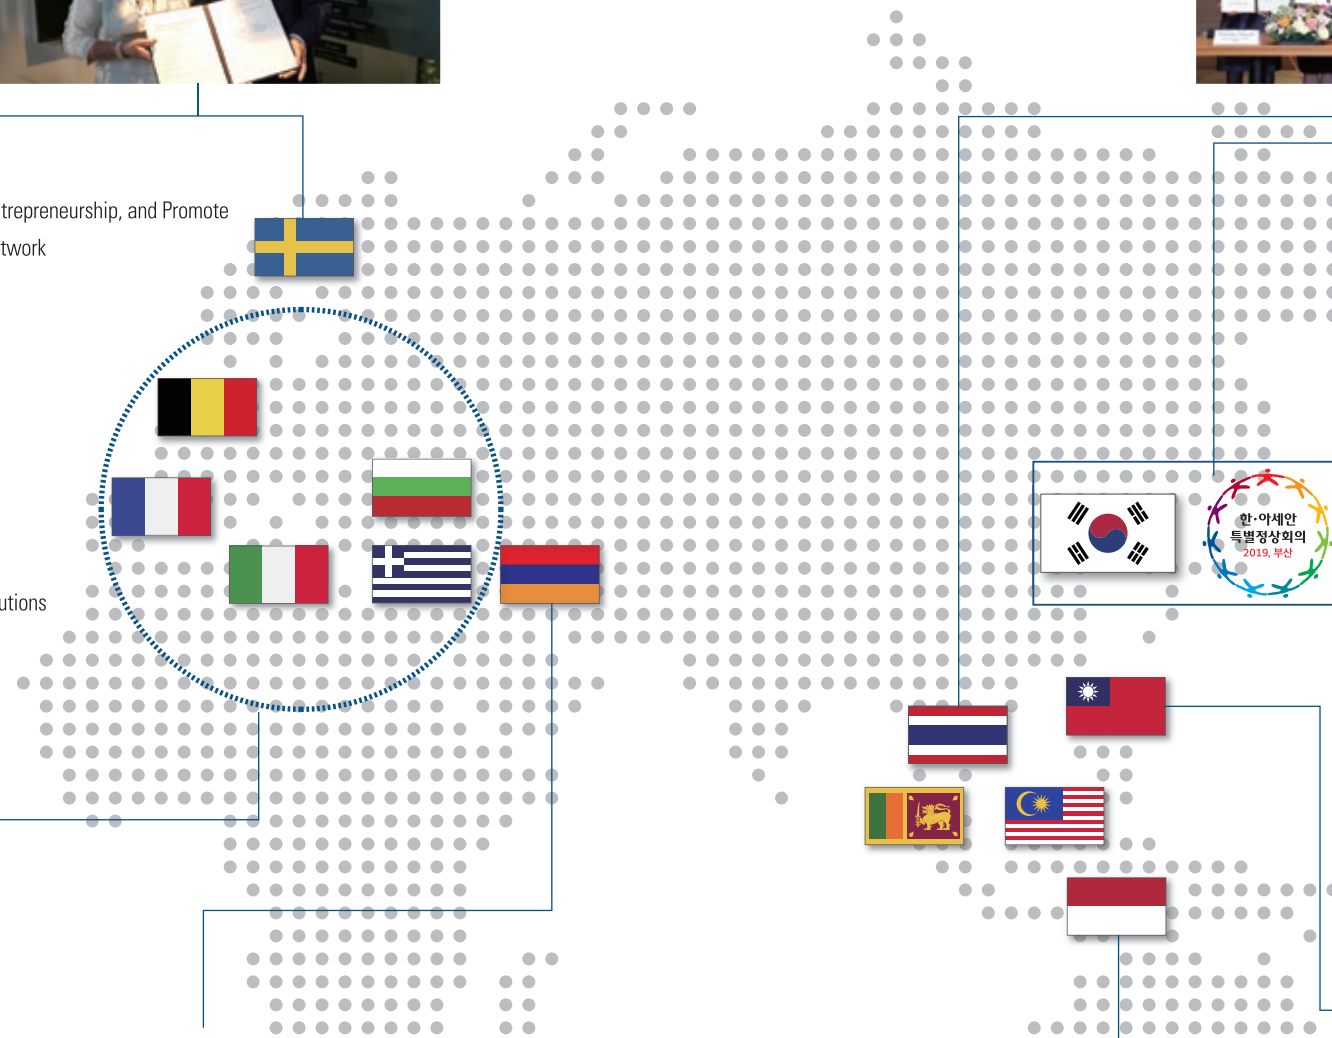 trepreneurship, and Promote
twork
한·아세안
특별정상회의
2019, 부산
utions